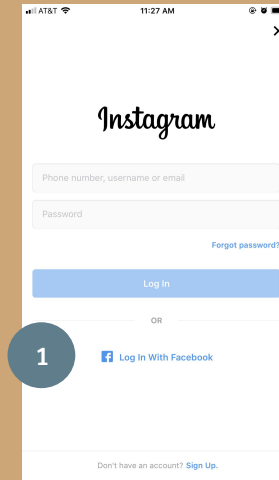 AT&T 11:27 AM
Instagram
Phone number, username or email
Password
Forgot password?
Log In
OR
1
Log In With Facebook
Don't have an account? Sign Up.